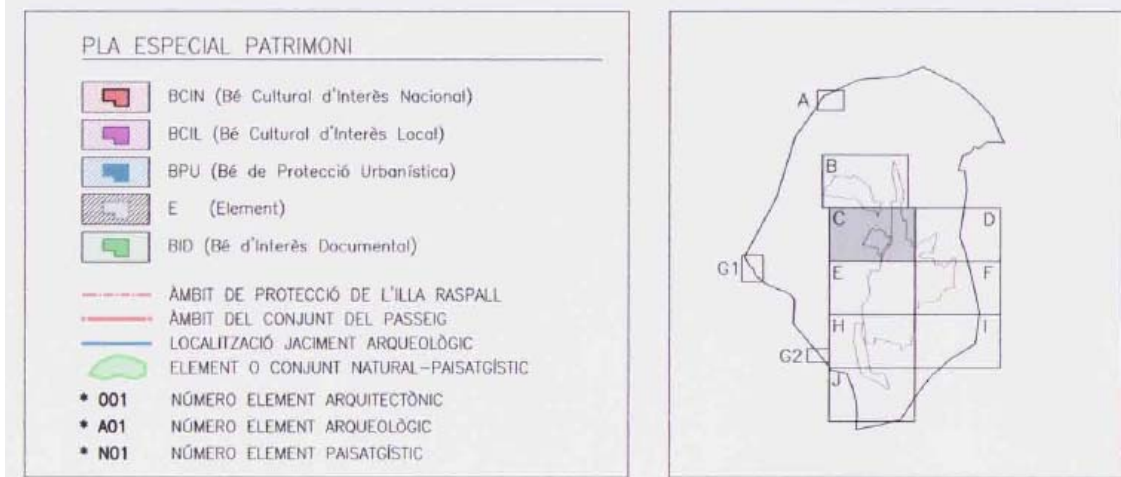 PLA ESPECIAL PATRIMONI
BCIN (Bé Cultural d'Interès Nacional)
BCIL (Bé Cultural d'Interès Local)
BPU (Bé de Protecció Urbanística)
E (Element)
BID (Bé d'Interès Documental)
ÀMBIT DE PROTECCIÓ DE L'ILLA RASPALL
ÀMBIT DEL CONJUNT DEL PASSEIG
LOCALITZACIÓ JACIMENT ARQUEOLÒGIC
ELEMENT O CONJUNT NATURAL-PAISATGÍSTIC
* 001 NÚMERO ELEMENT ARQUITECTÒNIC
* A01 NÚMERO ELEMENT ARQUEOLÒGIC
* N01 NÚMERO ELEMENT PAISATGÍSTIC
A
B
C D
G1 E F
H I
G2
J